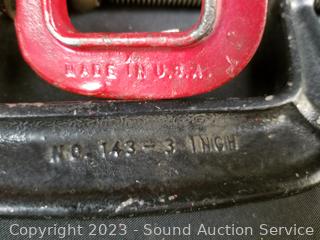 MADE IN U.S.A.
NO. 143-3 INCH
Copyright 2023 - Sound Auction Service